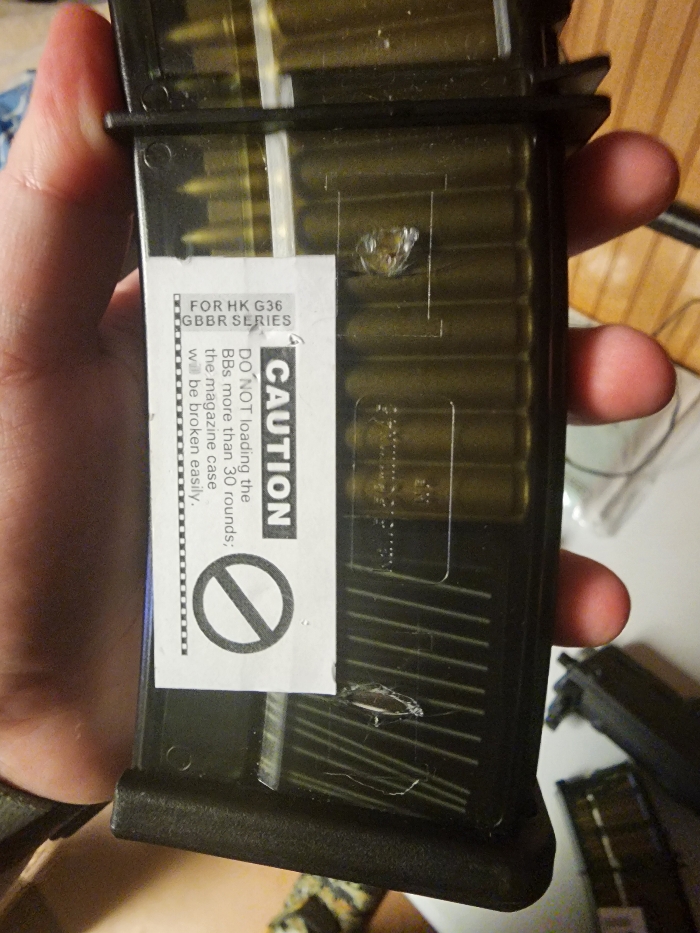 FOR HK G36
GBBR SERIES
CAUTION
DO NOT loading the
BBs more than 30 rounds;
the magazine case
will be broken easily.